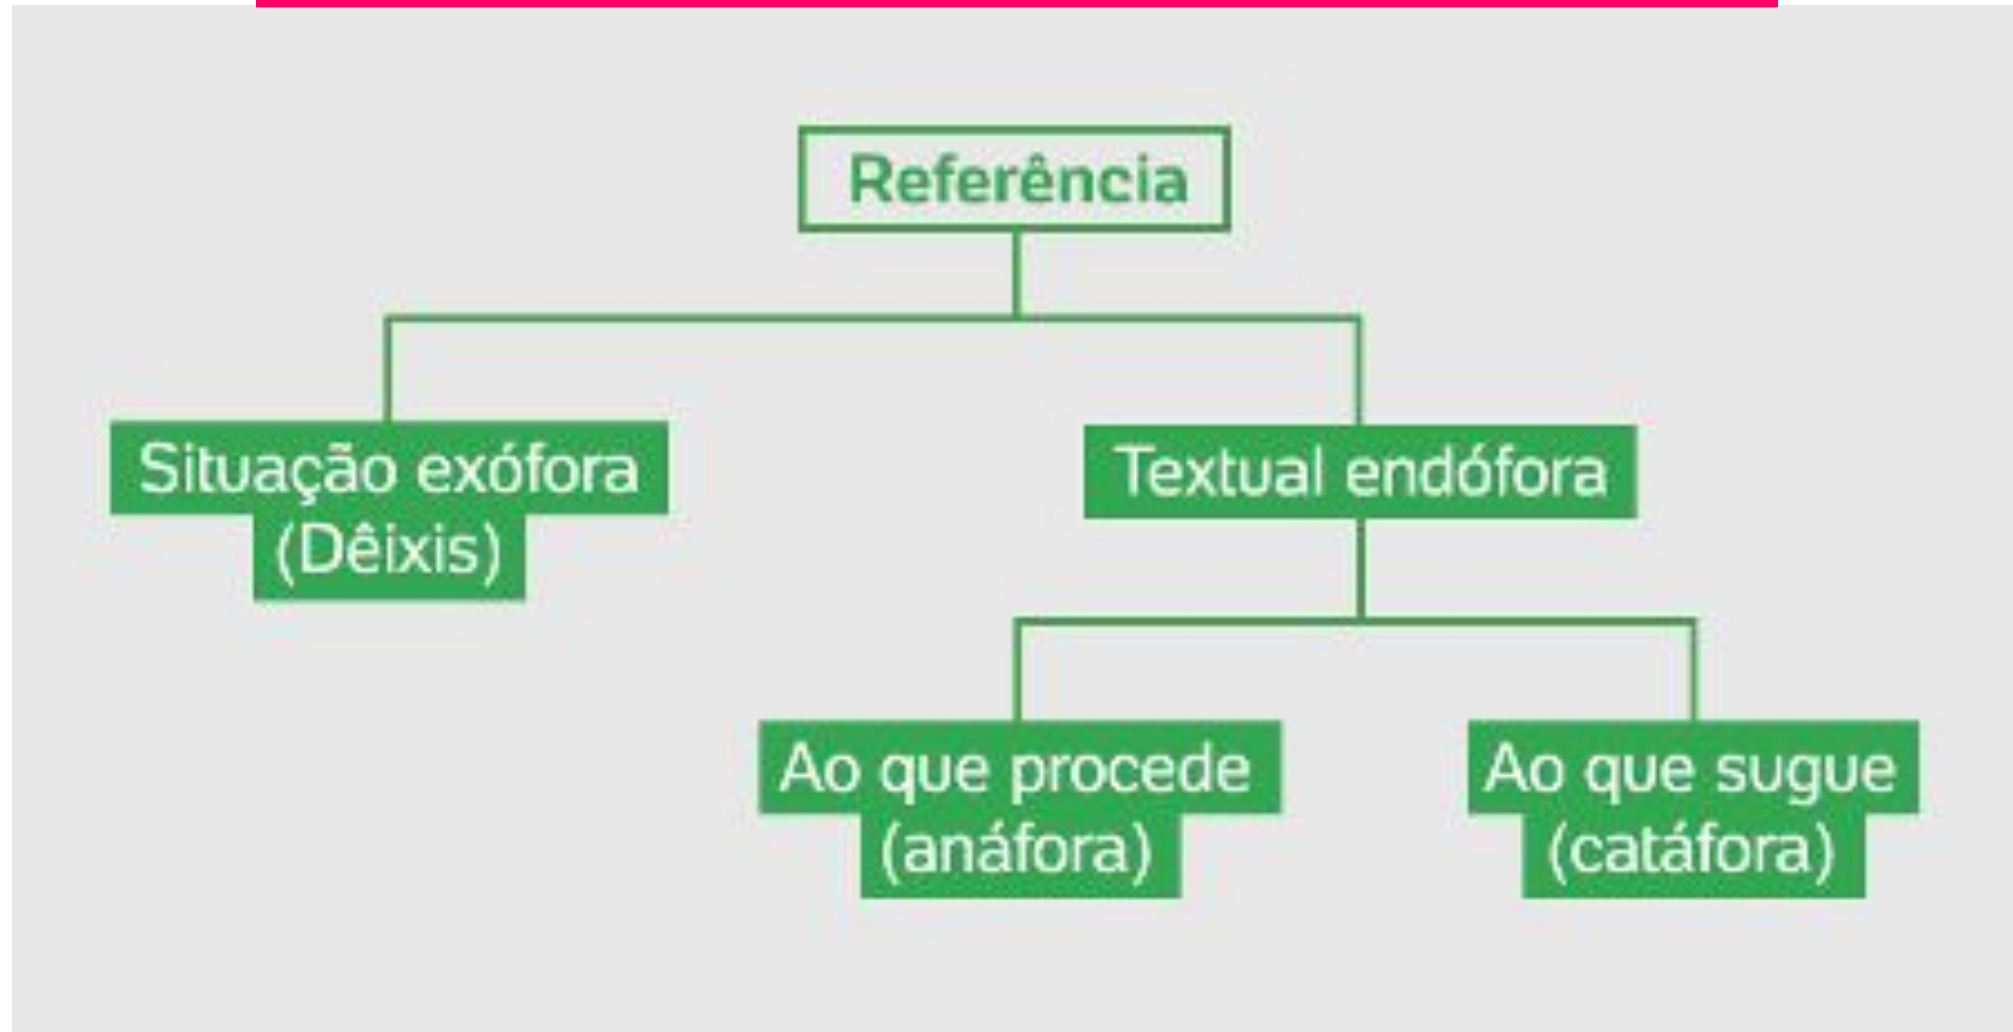 Referência
Situação exófora
(Dêixis)
Textual endófora
Ao que procede
(anáfora)
Ao que sugue
(catáfora)